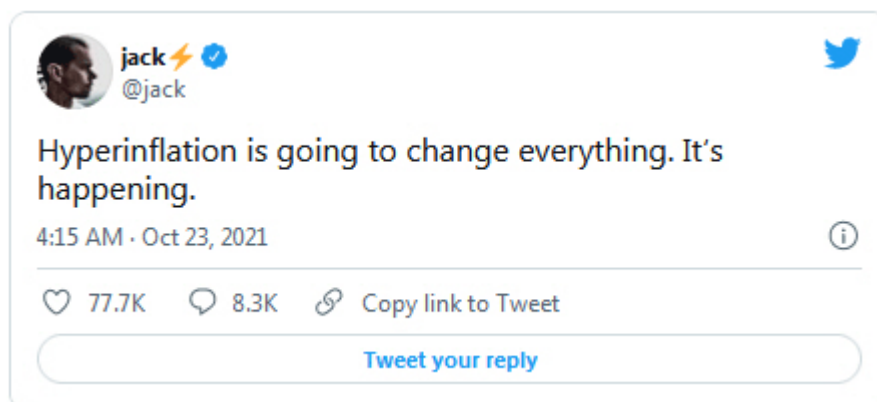 jack⚡
@jack
Hyperinflation is going to change everything. It’s
happening.
4:15 AM · Oct 23, 2021
77.7K 8.3K Copy link to Tweet
Tweet your reply